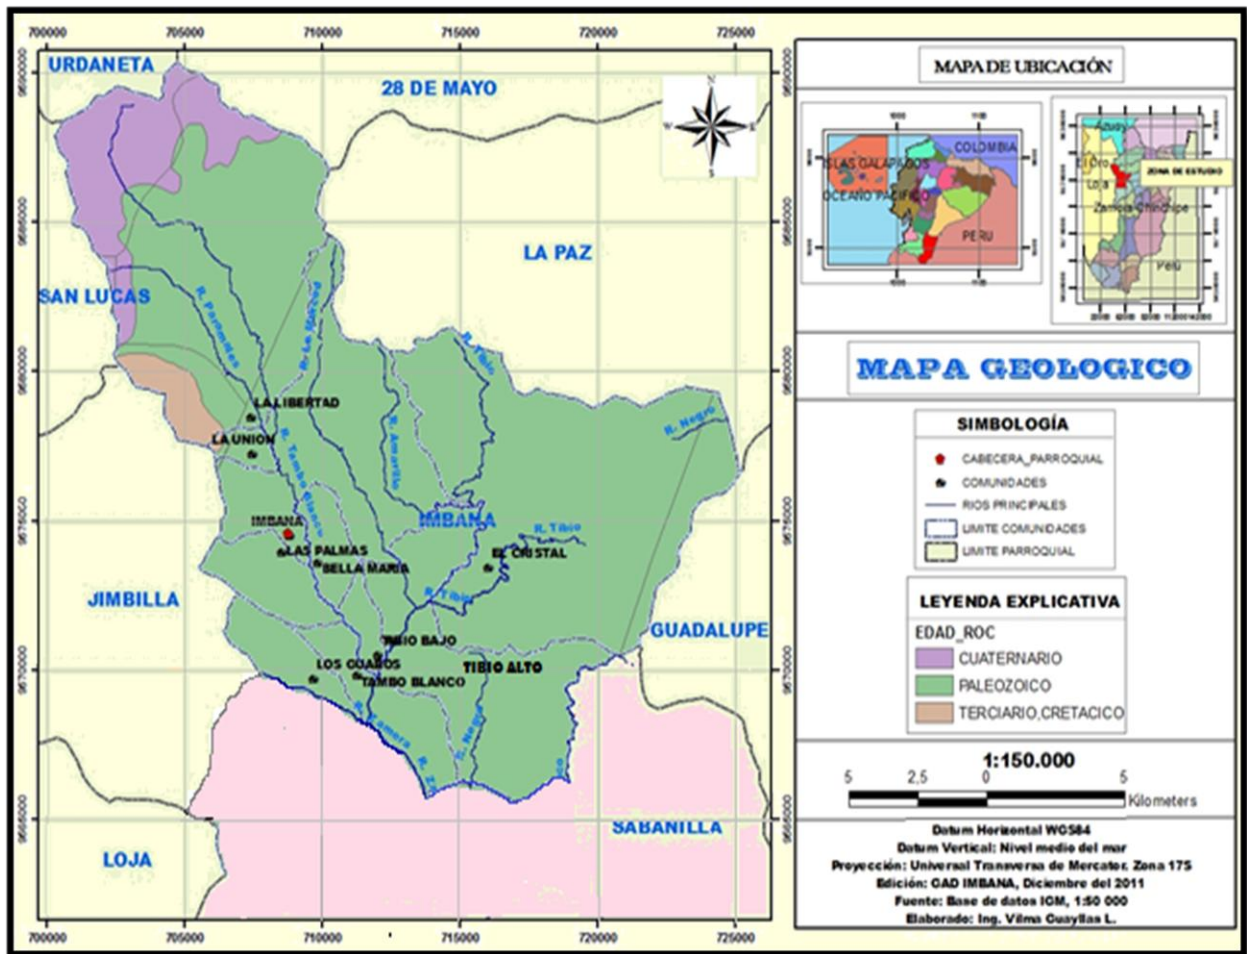 700000 705000 710000 715000 720000 725000
URDANETA
28 DE MAYO
LA PAZ
SAN LUCAS
R. Tibio
LA LIBERTAD
R. Negro
LA UNION
R. Amarillo
R. Tambo Blanco
IMBANA
IMBANA
R. Tibio
LAS PALMAS
EL CRISTAL
BELLA MARIA
JIMBILLA
R. Tibio
GUADALUPE
BAJO
TIBIO ALTO
TAMBO BLANCO
R. Negro
SABANILLA
LOJA
9680000
9675000
9670000
700000 705000 710000 715000 720000 725000
MAPA DE UBICACIÓN
COLOMBIA
ISLAS GALAPAGOS
OCEANO PACIFICO
PERU
Azuay
ZONA DE ESTUDIO
Loja
Zamora Chinchipe
Perú
MAPA GEOLOGICO
SIMBOLOGÍA
CABECERA_PARROQUIAL
COMUNIDADES
RIOS PRINCIPALES
LIMITE COMUNIDADES
LIMITE PARROQUIAL
LEYENDA EXPLICATIVA
EDAD_ROC
CUATERNARIO
PALEOZOICO
TERCIARIO,CRETACICO
1:150.000
5 2,5 0 5
Kilometers
Datum Horizontal WGS84
Datum Vertical: Nivel medio del mar
Proyección: Universal Transversa de Mercator. Zona 17S
Edición: GAD IMBANA, Diciembre del 2011
Fuente: Base de datos IGM, 1:50 000
Elaborado: Ing. Vilma Guayllas L.